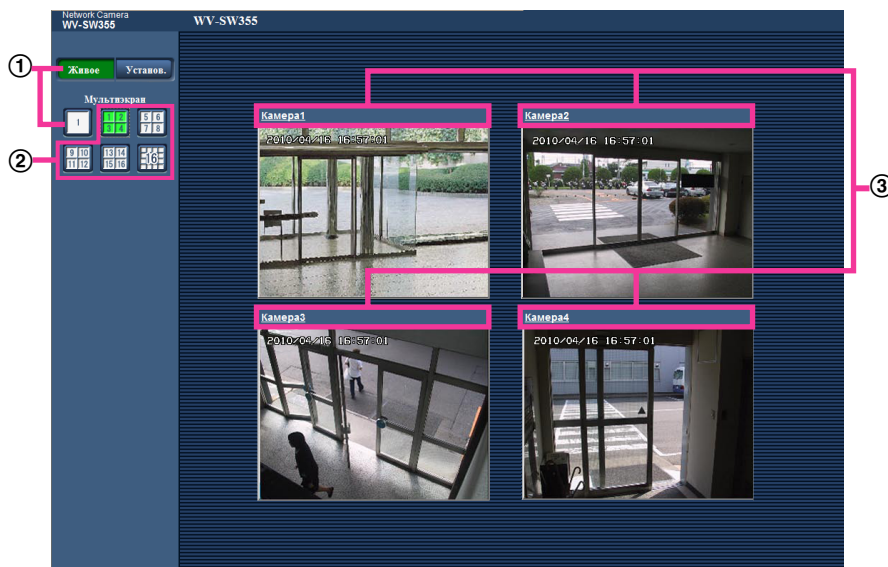 Network Camera
WV-SW355
WV-SW355
① Живое Установ.
Мультиэкран
1 1 2 3 4 5 6 7 8
② 9 10 11 12 13 14 15 16 16
Камера1 Камера2
2010/04/16 16:57:01 2010/04/16 16:57:01
③
Камера3 Камера4
2010/04/16 16:57:01 2010/04/16 16:57:01